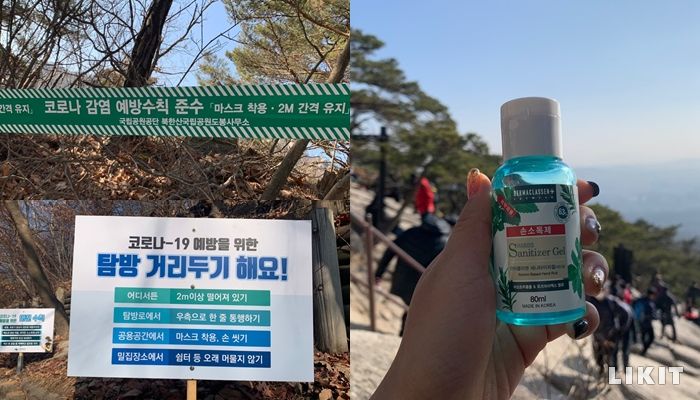 간격 유지」 코로나 감염 예방수칙 준수 「마스크 착용 · 2M 간격 유지」
국립공원공단 북한산국립공원도봉사무소
코로나-19 예방을 위한
탐방 거리두기 해요!
어디서든 2m이상 떨어져 있기
탐방로에서 우측으로 한 줄 통행하기
공용공간에서 마스크 착용, 손 씻기
밀집장소에서 쉼터 등 오래 머물지 않기
DERMACLASSEN+
손소독제
Sanitizer Gel
80ml
MADE IN KOREA
LIKIT